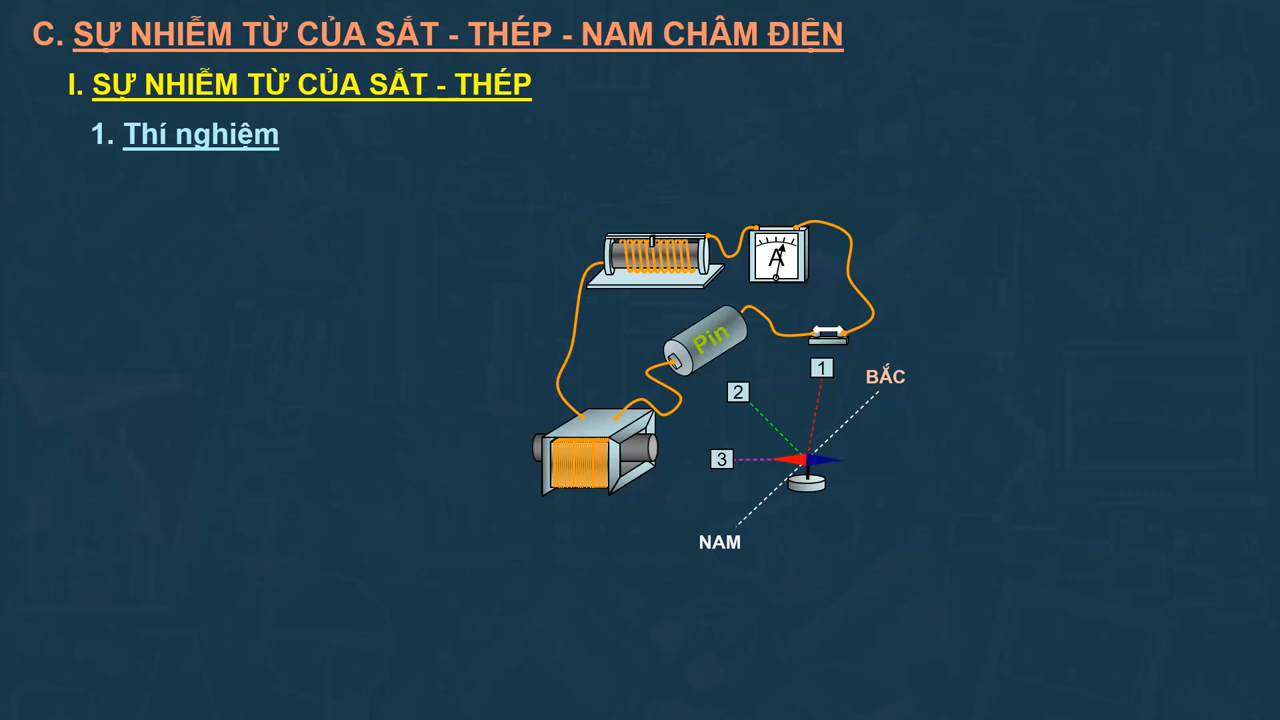 C. SỰ NHIỄM TỪ CỦA SẮT - THÉP - NAM CHÂM ĐIỆN
I. SỰ NHIỄM TỪ CỦA SẮT - THÉP
1. Thí nghiệm
A
Pin
1
BẮC
2
3
NAM